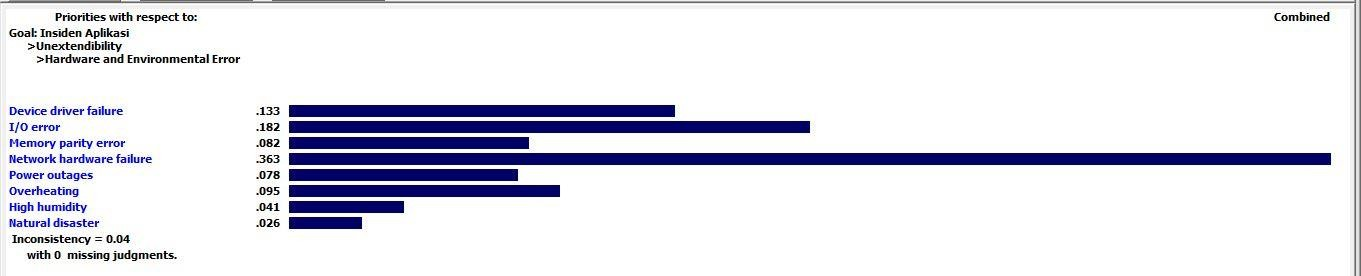 Priorities with respect to: Combined
Goal: Insiden Aplikasi
>Unextendibility
>Hardware and Environmental Error
Device driver failure .133
I/O error .182
Memory parity error .082
Network hardware failure .363
Power outages .078
Overheating .095
High humidity .041
Natural disaster .026
Inconsistency = 0.04
with 0 missing judgments.